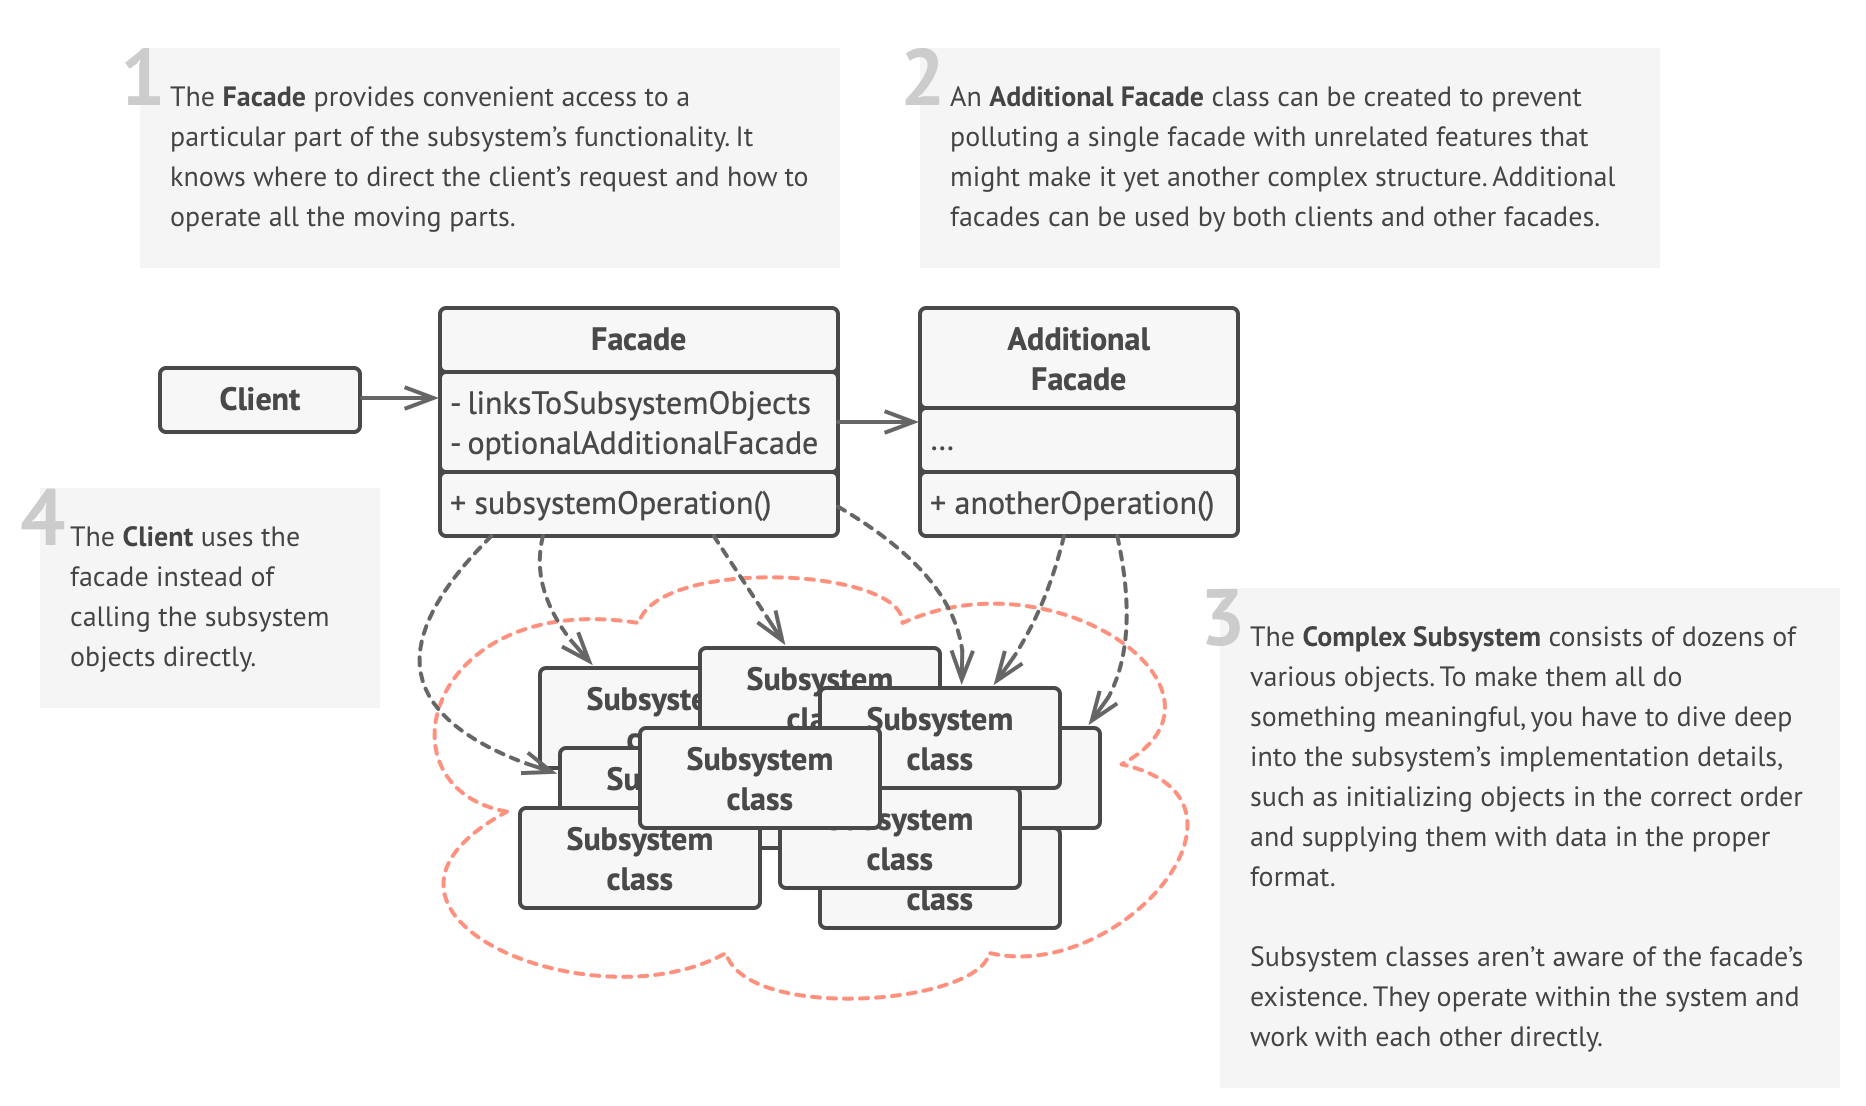 1
The Facade provides convenient access to a
particular part of the subsystem’s functionality. It
knows where to direct the client’s request and how to
operate all the moving parts.
2
An Additional Facade class can be created to prevent
polluting a single facade with unrelated features that
might make it yet another complex structure. Additional
facades can be used by both clients and other facades.
Client
Facade
- linksToSubsystemObjects
- optionalAdditionalFacade
+ subsystemOperation()
Additional
Facade
...
+ anotherOperation()
4
The Client uses the
facade instead of
calling the subsystem
objects directly.
3
The Complex Subsystem consists of dozens of
various objects. To make them all do
something meaningful, you have to dive deep
into the subsystem’s implementation details,
such as initializing objects in the correct order
and supplying them with data in the proper
format.
Subsystem classes aren’t aware of the facade’s
existence. They operate within the system and
work with each other directly.
Subsystem
Subsystem
class
Subsystem
class
Subsystem
class
class
class